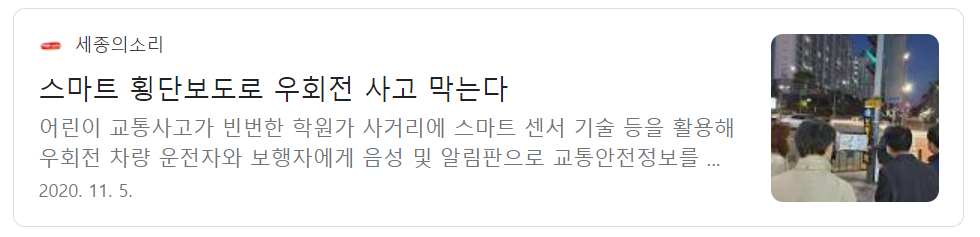 세종의소리
스마트 횡단보도로 우회전 사고 막는다
어린이 교통사고가 빈번한 학원가 사거리에 스마트 센서 기술 등을 활용해
우회전 차량 운전자와 보행자에게 음성 및 알림판으로 교통안전정보를 ...
2020. 11. 5.